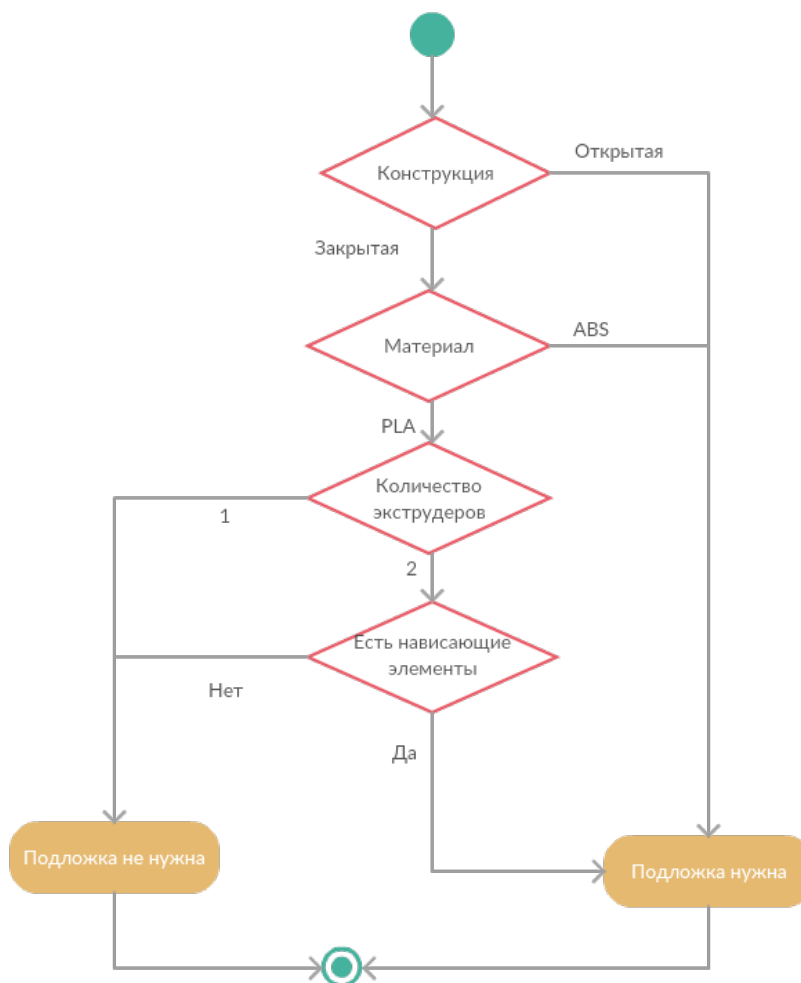 Открытая
Конструкция
Закрытая
ABS
Материал
PLA
Количество
экструдеров
1
2
Есть нависающие
элементы
Нет
Да
Подложка не нужна
Подложка нужна